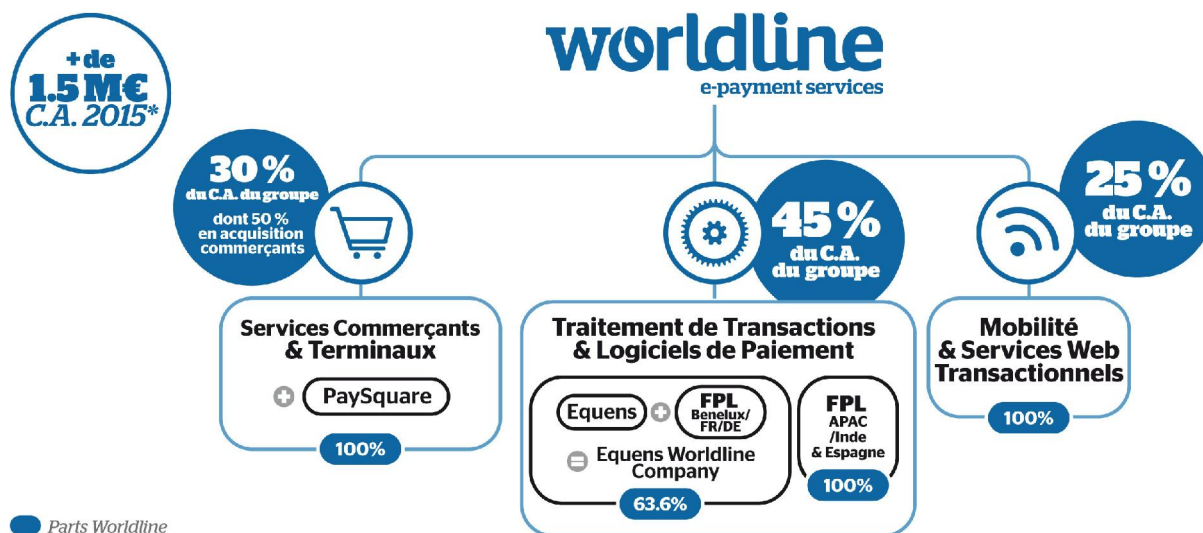 + de
1.5 M€
C.A. 2015*
worldline
e-payment services
30 %
du C.A. du groupe
dont 50 %
en acquisition
commerçants
45 %
du C.A.
du groupe
25 %
du C.A.
du groupe
Services Commerçants
& Terminaux
+ PaySquare
100%
Traitement de Transactions
& Logiciels de Paiement
Equens + FPL
Benelux/
FR/DE
= Equens Worldline
Company
63.6%
FPL
APAC
/Inde
& Espagne
100%
Mobilité
& Services Web
Transactionnels
100%
Parts Worldline